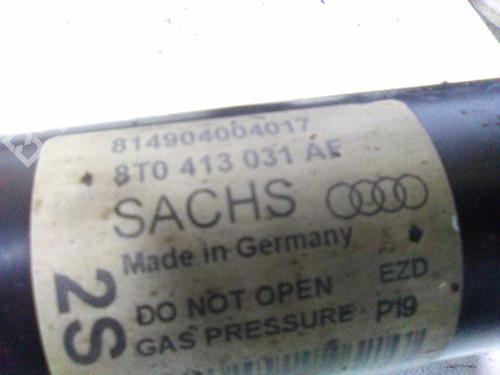 814904004017
8T0 413 031 AE
SACHS
Made in Germany
2S
DO NOT OPEN EZD
GAS PRESSURE P19